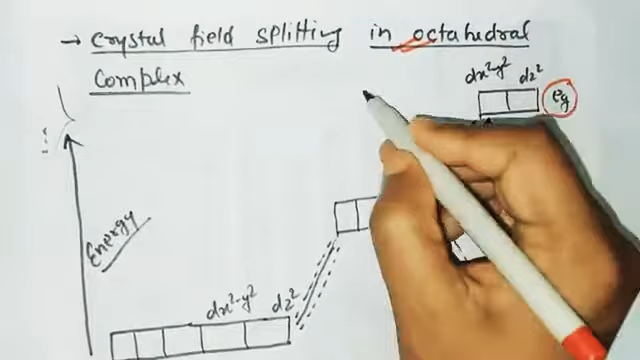 → Crystal field splitting in octahedral
Complex
dx²-y² dz²
eg
Energy
dx²-y² dz²